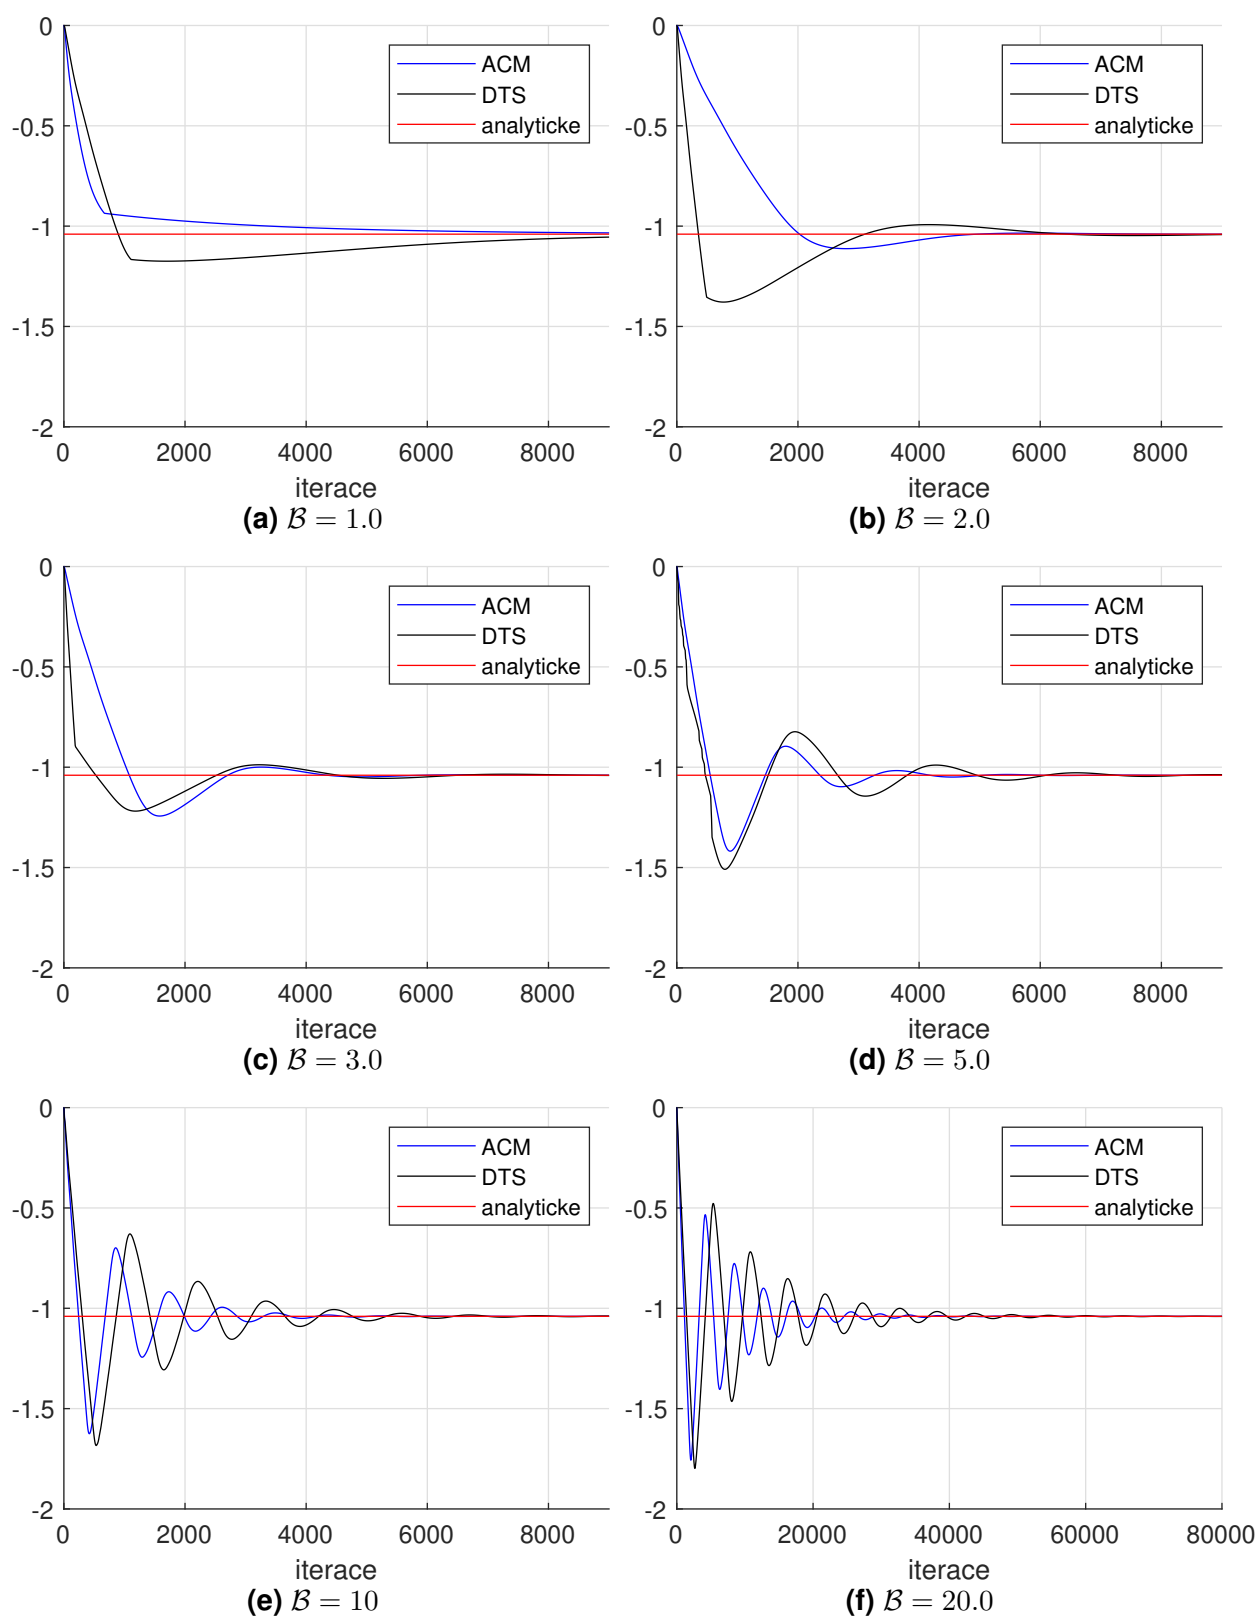 0
-0.5
-1
-1.5
-2
0 2000 4000 6000 8000
iterace
ACM
DTS
analyticke
(a) ℬ = 1.0
0
-0.5
-1
-1.5
-2
0 2000 4000 6000 8000
iterace
ACM
DTS
analyticke
(b) ℬ = 2.0
0
-0.5
-1
-1.5
-2
0 2000 4000 6000 8000
iterace
ACM
DTS
analyticke
(c) ℬ = 3.0
0
-0.5
-1
-1.5
-2
0 2000 4000 6000 8000
iterace
ACM
DTS
analyticke
(d) ℬ = 5.0
0
-0.5
-1
-1.5
-2
0 2000 4000 6000 8000
iterace
ACM
DTS
analyticke
(e) ℬ = 10
0
-0.5
-1
-1.5
-2
0 20000 40000 60000 80000
iterace
ACM
DTS
analyticke
(f) ℬ = 20.0